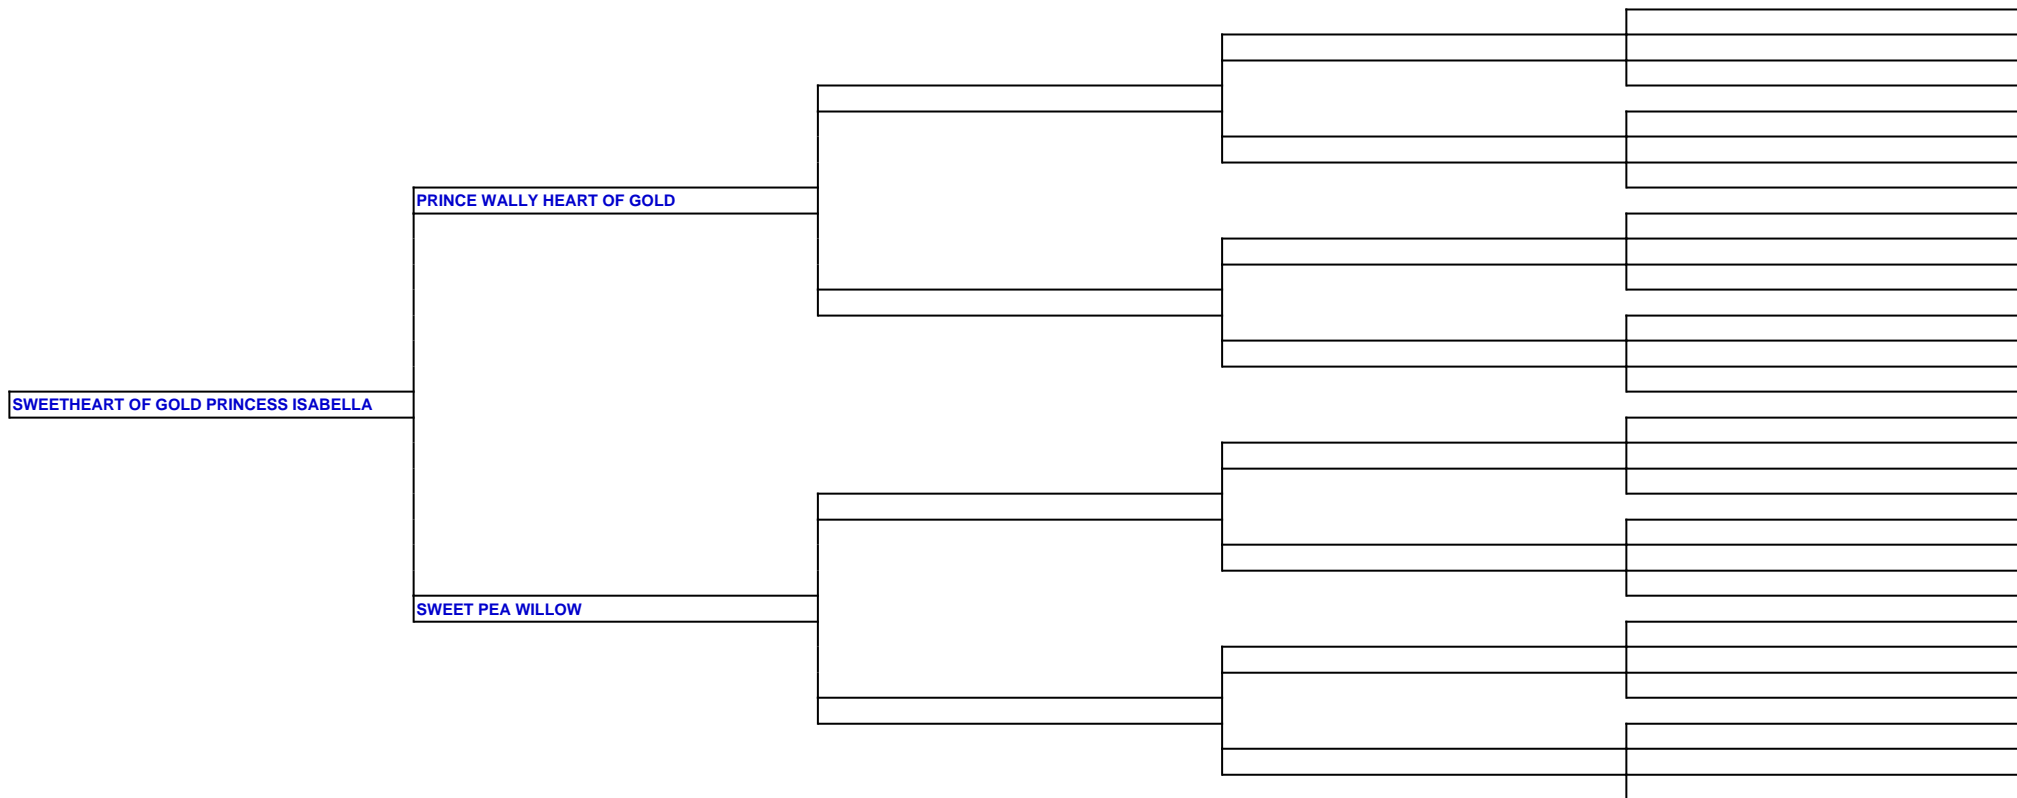 PRINCE WALLY HEART OF GOLD
SWEETHEART OF GOLD PRINCESS ISABELLA
SWEET PEA WILLOW